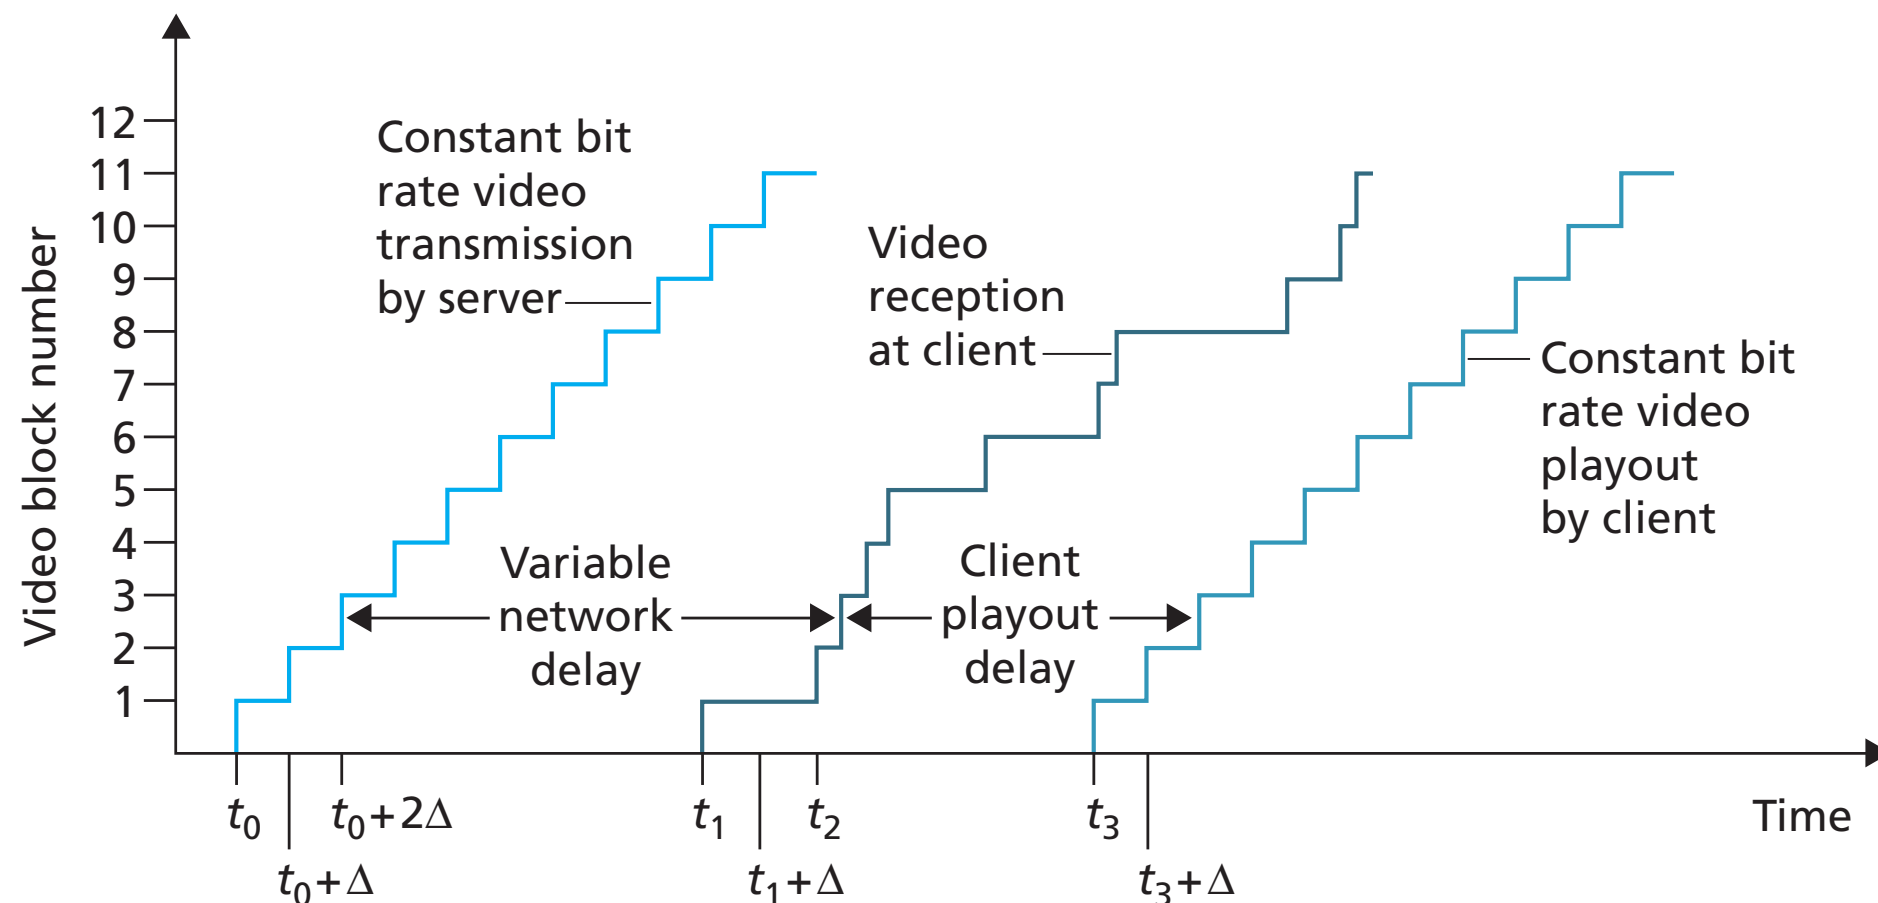 Video block number
12
11
10
9
8
7
6
5
4
3
2
1
Constant bit
rate video
transmission
by server
Video
reception
at client
Constant bit
rate video
playout
by client
Variable
network
delay
Client
playout
delay
t0
t0+2Δ
t1
t2
t3
Time
t0+Δ
t1+Δ
t3+Δ